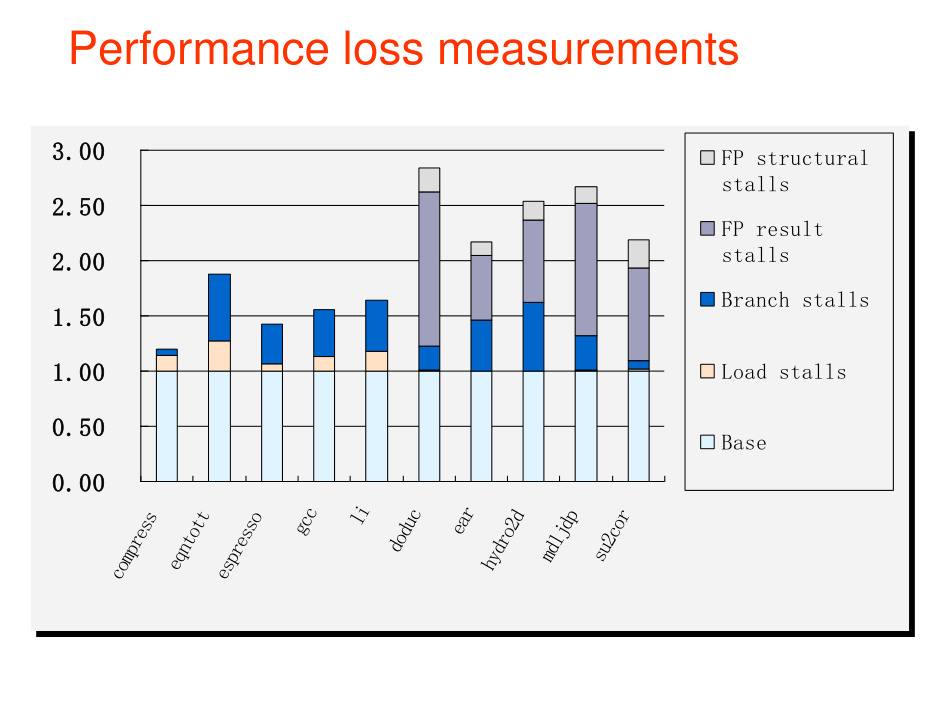 Performance loss measurements
3.00
2.50
2.00
1.50
1.00
0.50
0.00
compress
eqntott
espresso
gcc
li
doduc
ear
hydro2d
mdljdp
su2cor
FP structural
stalls
FP result
stalls
Branch stalls
Load stalls
Base